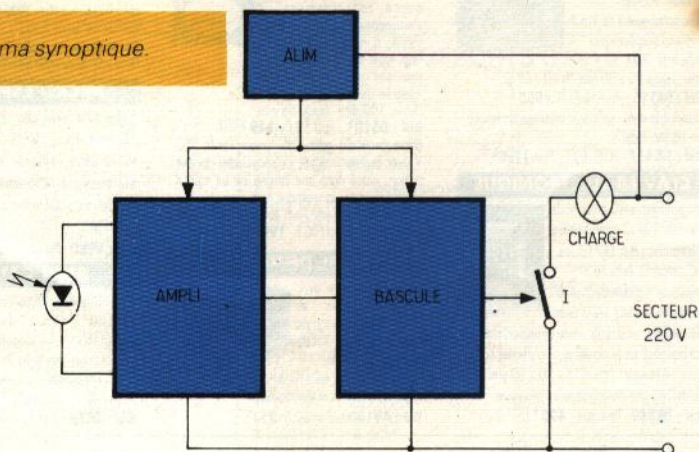 ma synoptique.
ALIM
CHARGE
AMPLI
BASCULE
I
SECTEUR
220 V